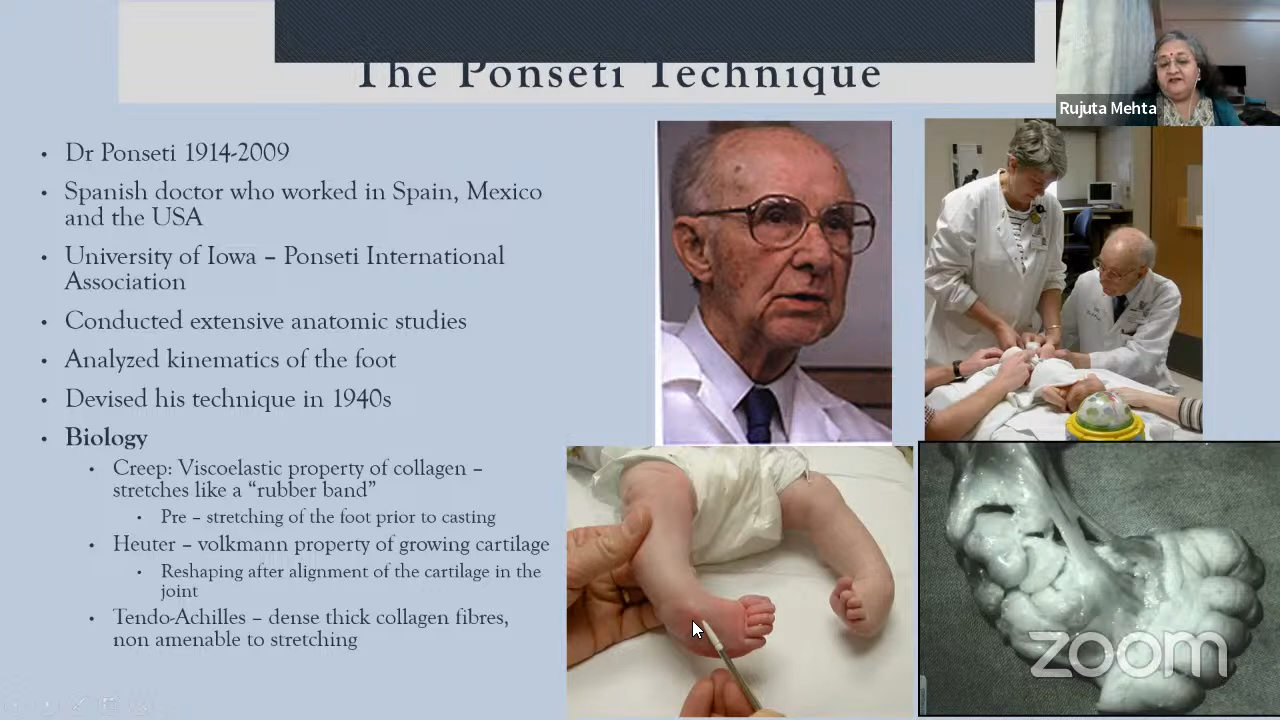 The Ponseti Technique
Rujuta Mehta
• Dr Ponseti 1914-2009
• Spanish doctor who worked in Spain, Mexico
and the USA
• University of Iowa – Ponseti International
Association
• Conducted extensive anatomic studies
• Analyzed kinematics of the foot
• Devised his technique in 1940s
• Biology
• Creep: Viscoelastic property of collagen –
stretches like a “rubber band”
• Pre – stretching of the foot prior to casting
• Heuter – volkmann property of growing cartilage
• Reshaping after alignment of the cartilage in the
joint
• Tendo-Achilles – dense thick collagen fibres,
non amenable to stretching
zoom